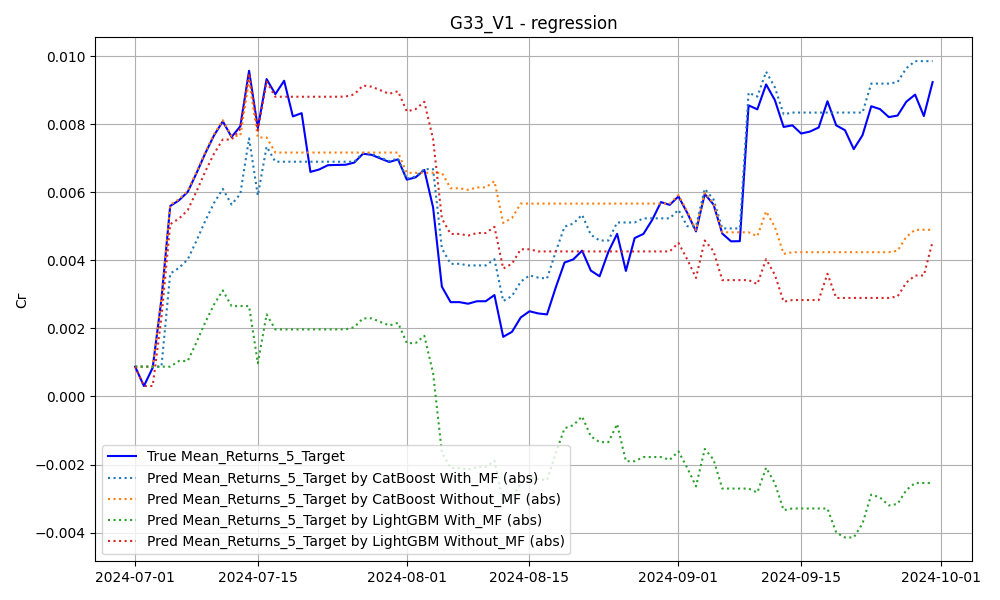 G33_V1 - regression
Cr
0.010
0.008
0.006
0.004
0.002
0.000
−0.002
−0.004
True Mean_Returns_5_Target
Pred Mean_Returns_5_Target by CatBoost With_MF (abs)
Pred Mean_Returns_5_Target by CatBoost Without_MF (abs)
Pred Mean_Returns_5_Target by LightGBM With_MF (abs)
Pred Mean_Returns_5_Target by LightGBM Without_MF (abs)
2024-07-01 2024-07-15 2024-08-01 2024-08-15 2024-09-01 2024-09-15 2024-10-01